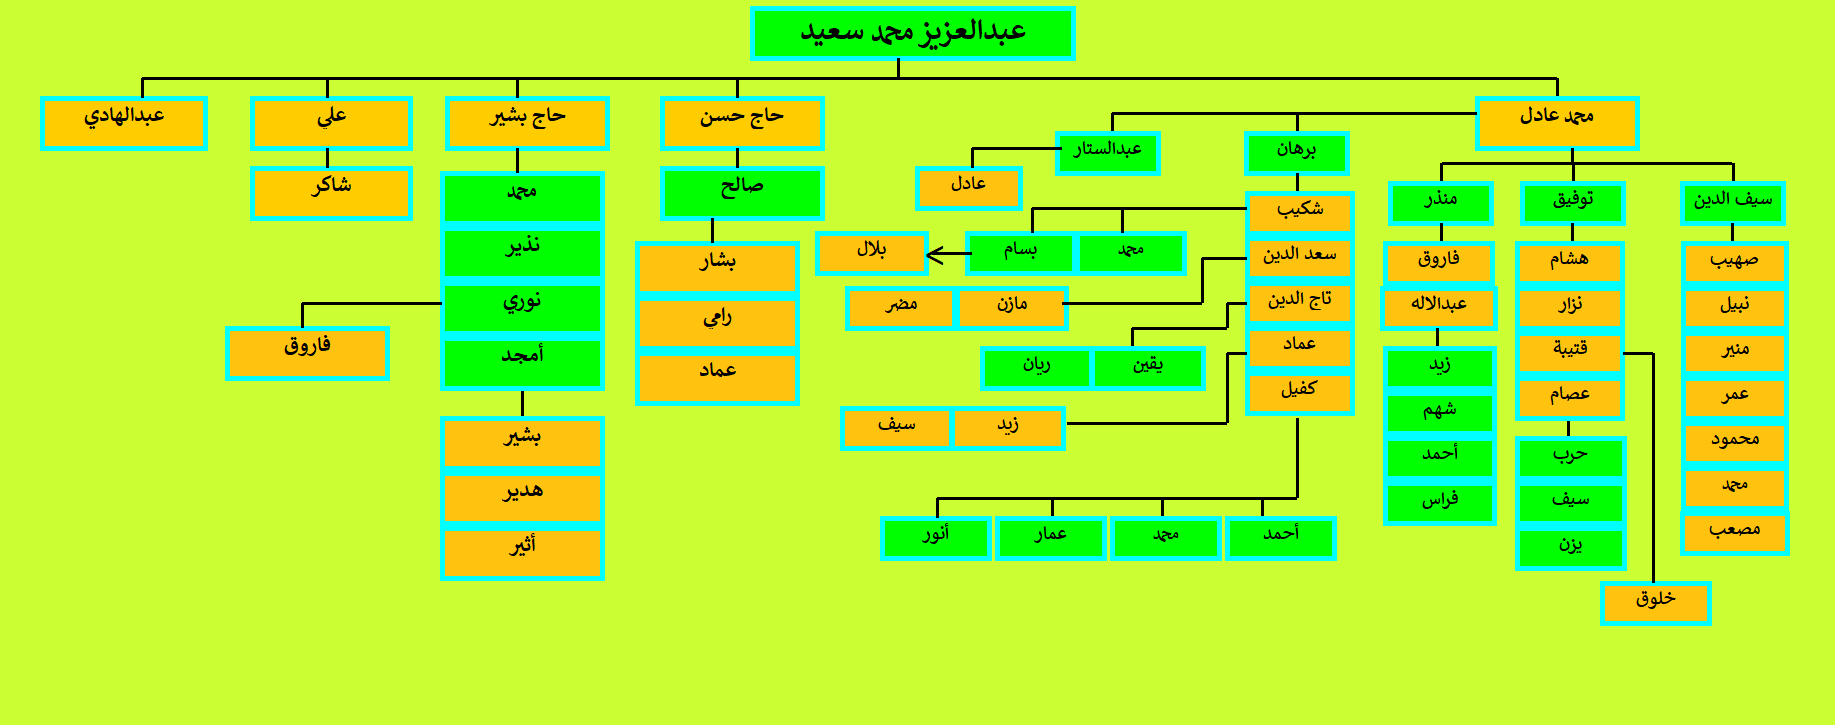 عبدالعزيز محمد سعيد
محمد عادل
حاج حسن
حاج بشير
علي
عبدالهادي
برهان
عبدالستار
عادل
سيف الدين
توفيق
منذر
صهيب
نبيل
منير
عمر
محمود
محمد
مصعب
هشام
نزار
قتيبة
عصام
حرب
سيف
يزن
خلوق
فاروق
عبدالاله
زيد
شهم
أحمد
فراس
شكيب
سعد الدين
تاج الدين
عماد
كفيل
محمد
بسام
بلال
مازن
مضر
يقين
ريان
زيد
سيف
أحمد
محمد
عمار
أنور
صالح
بشار
رامي
عماد
محمد
نذير
نوري
أمجد
فاروق
بشير
هدير
أثير
شاكر